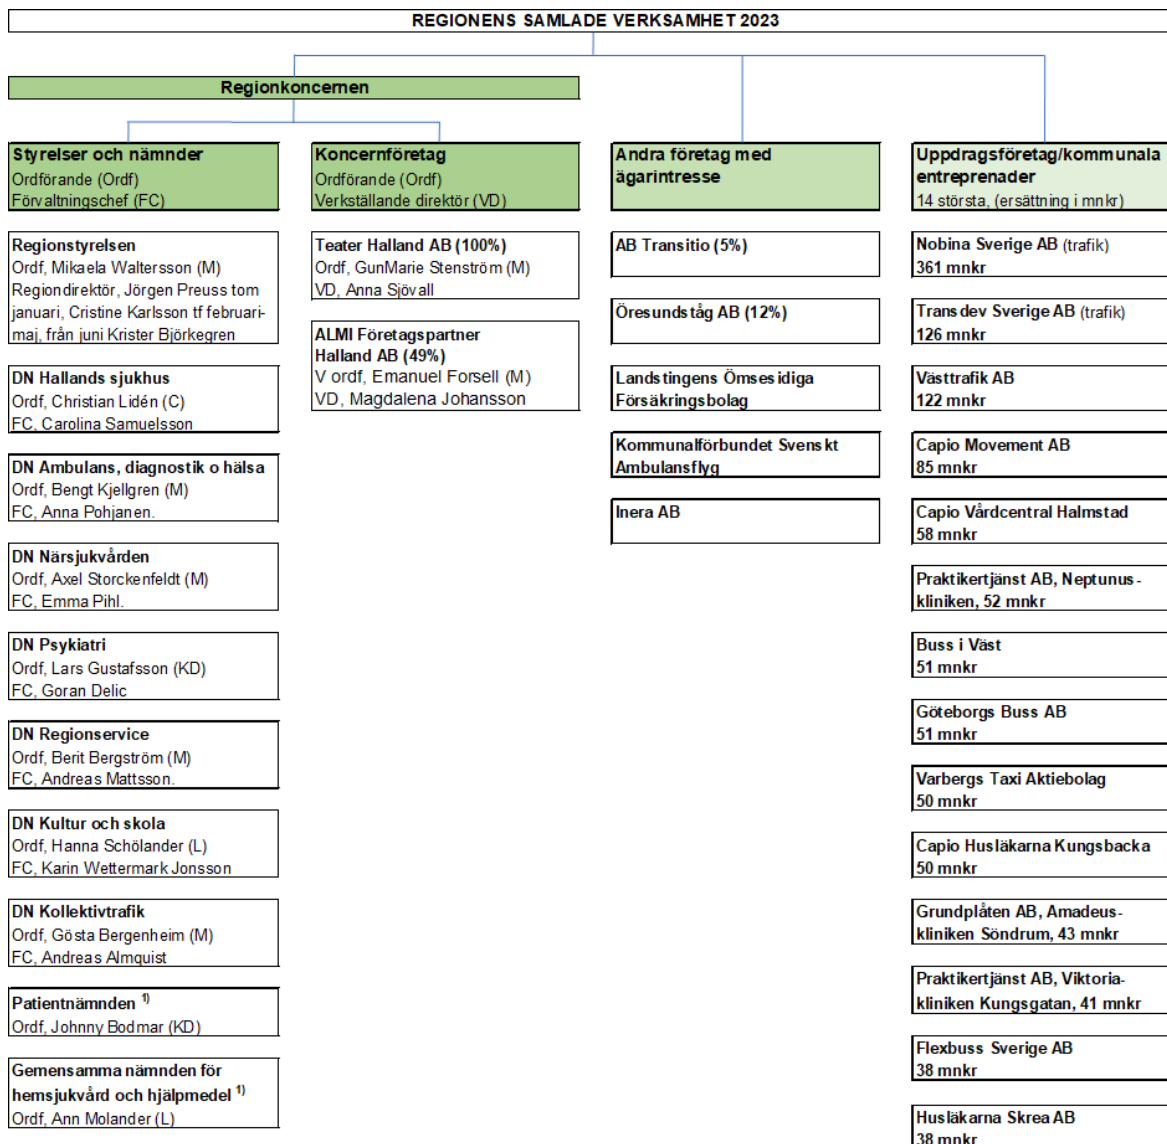 REGIONENS SAMLADE VERKSAMHET 2023
Regionkoncernen
Styrelser och nämnder
Ordförande (Ordf)
Förvaltningschef (FC)
Regionstyrelsen
Ordf, Mikaela Waltersson (M)
Regiondirektör, Jörgen Preuss tom
januari, Cristine Karlsson tf februari-
maj, från juni Krister Björkegren
DN Hallands sjukhus
Ordf, Christian Lidén (C)
FC, Carolina Samuelsson
DN Ambulans, diagnostik o hälsa
Ordf, Bengt Kjellgren (M)
FC, Anna Pohjanen.
DN Närsjukvården
Ordf, Axel Storckenfeldt (M)
FC, Emma Pihl.
DN Psykiatri
Ordf, Lars Gustafsson (KD)
FC, Goran Delic
DN Regionservice
Ordf, Berit Bergström (M)
FC, Andreas Mattsson.
DN Kultur och skola
Ordf, Hanna Schölander (L)
FC, Karin Wettermark Jonsson
DN Kollektivtrafik
Ordf, Gösta Bergenheim (M)
FC, Andreas Almquist
Patientnämnden 1)
Ordf, Johnny Bodmar (KD)
Gemensamma nämnden för
hemsjukvård och hjälpmedel 1)
Ordf, Ann Molander (L)
Koncernföretag
Ordförande (Ordf)
Verkställande direktör (VD)
Teater Halland AB (100%)
Ordf, GunMarie Stenström (M)
VD, Anna Sjövall
ALMI Företagspartner
Halland AB (49%)
V ordf, Emanuel Forsell (M)
VD, Magdalena Johansson
Andra företag med
ägarintresse
AB Transitio (5%)
Öresundståg AB (12%)
Landstingens Ömsesidiga
Försäkringsbolag
Kommunalförbundet Svenskt
Ambulansflyg
Inera AB
Uppdragsföretag/kommunala
entreprenader
14 största, (ersättning i mnkr)
Nobina Sverige AB (trafik)
361 mnkr
Transdev Sverige AB (trafik)
126 mnkr
Västtrafik AB
122 mnkr
Capio Movement AB
85 mnkr
Capio Vårdcentral Halmstad
58 mnkr
Praktikertjänst AB, Neptunus-
kliniken, 52 mnkr
Buss i Väst
51 mnkr
Göteborgs Buss AB
51 mnkr
Varbergs Taxi Aktiebolag
50 mnkr
Capio Husläkarna Kungsbacka
50 mnkr
Grundplåten AB, Amadeus-
kliniken Söndrum, 43 mnkr
Praktikertjänst AB, Viktoria-
kliniken Kungsgatan, 41 mnkr
Flexbuss Sverige AB
38 mnkr
Husläkarna Skrea AB
38 mnkr